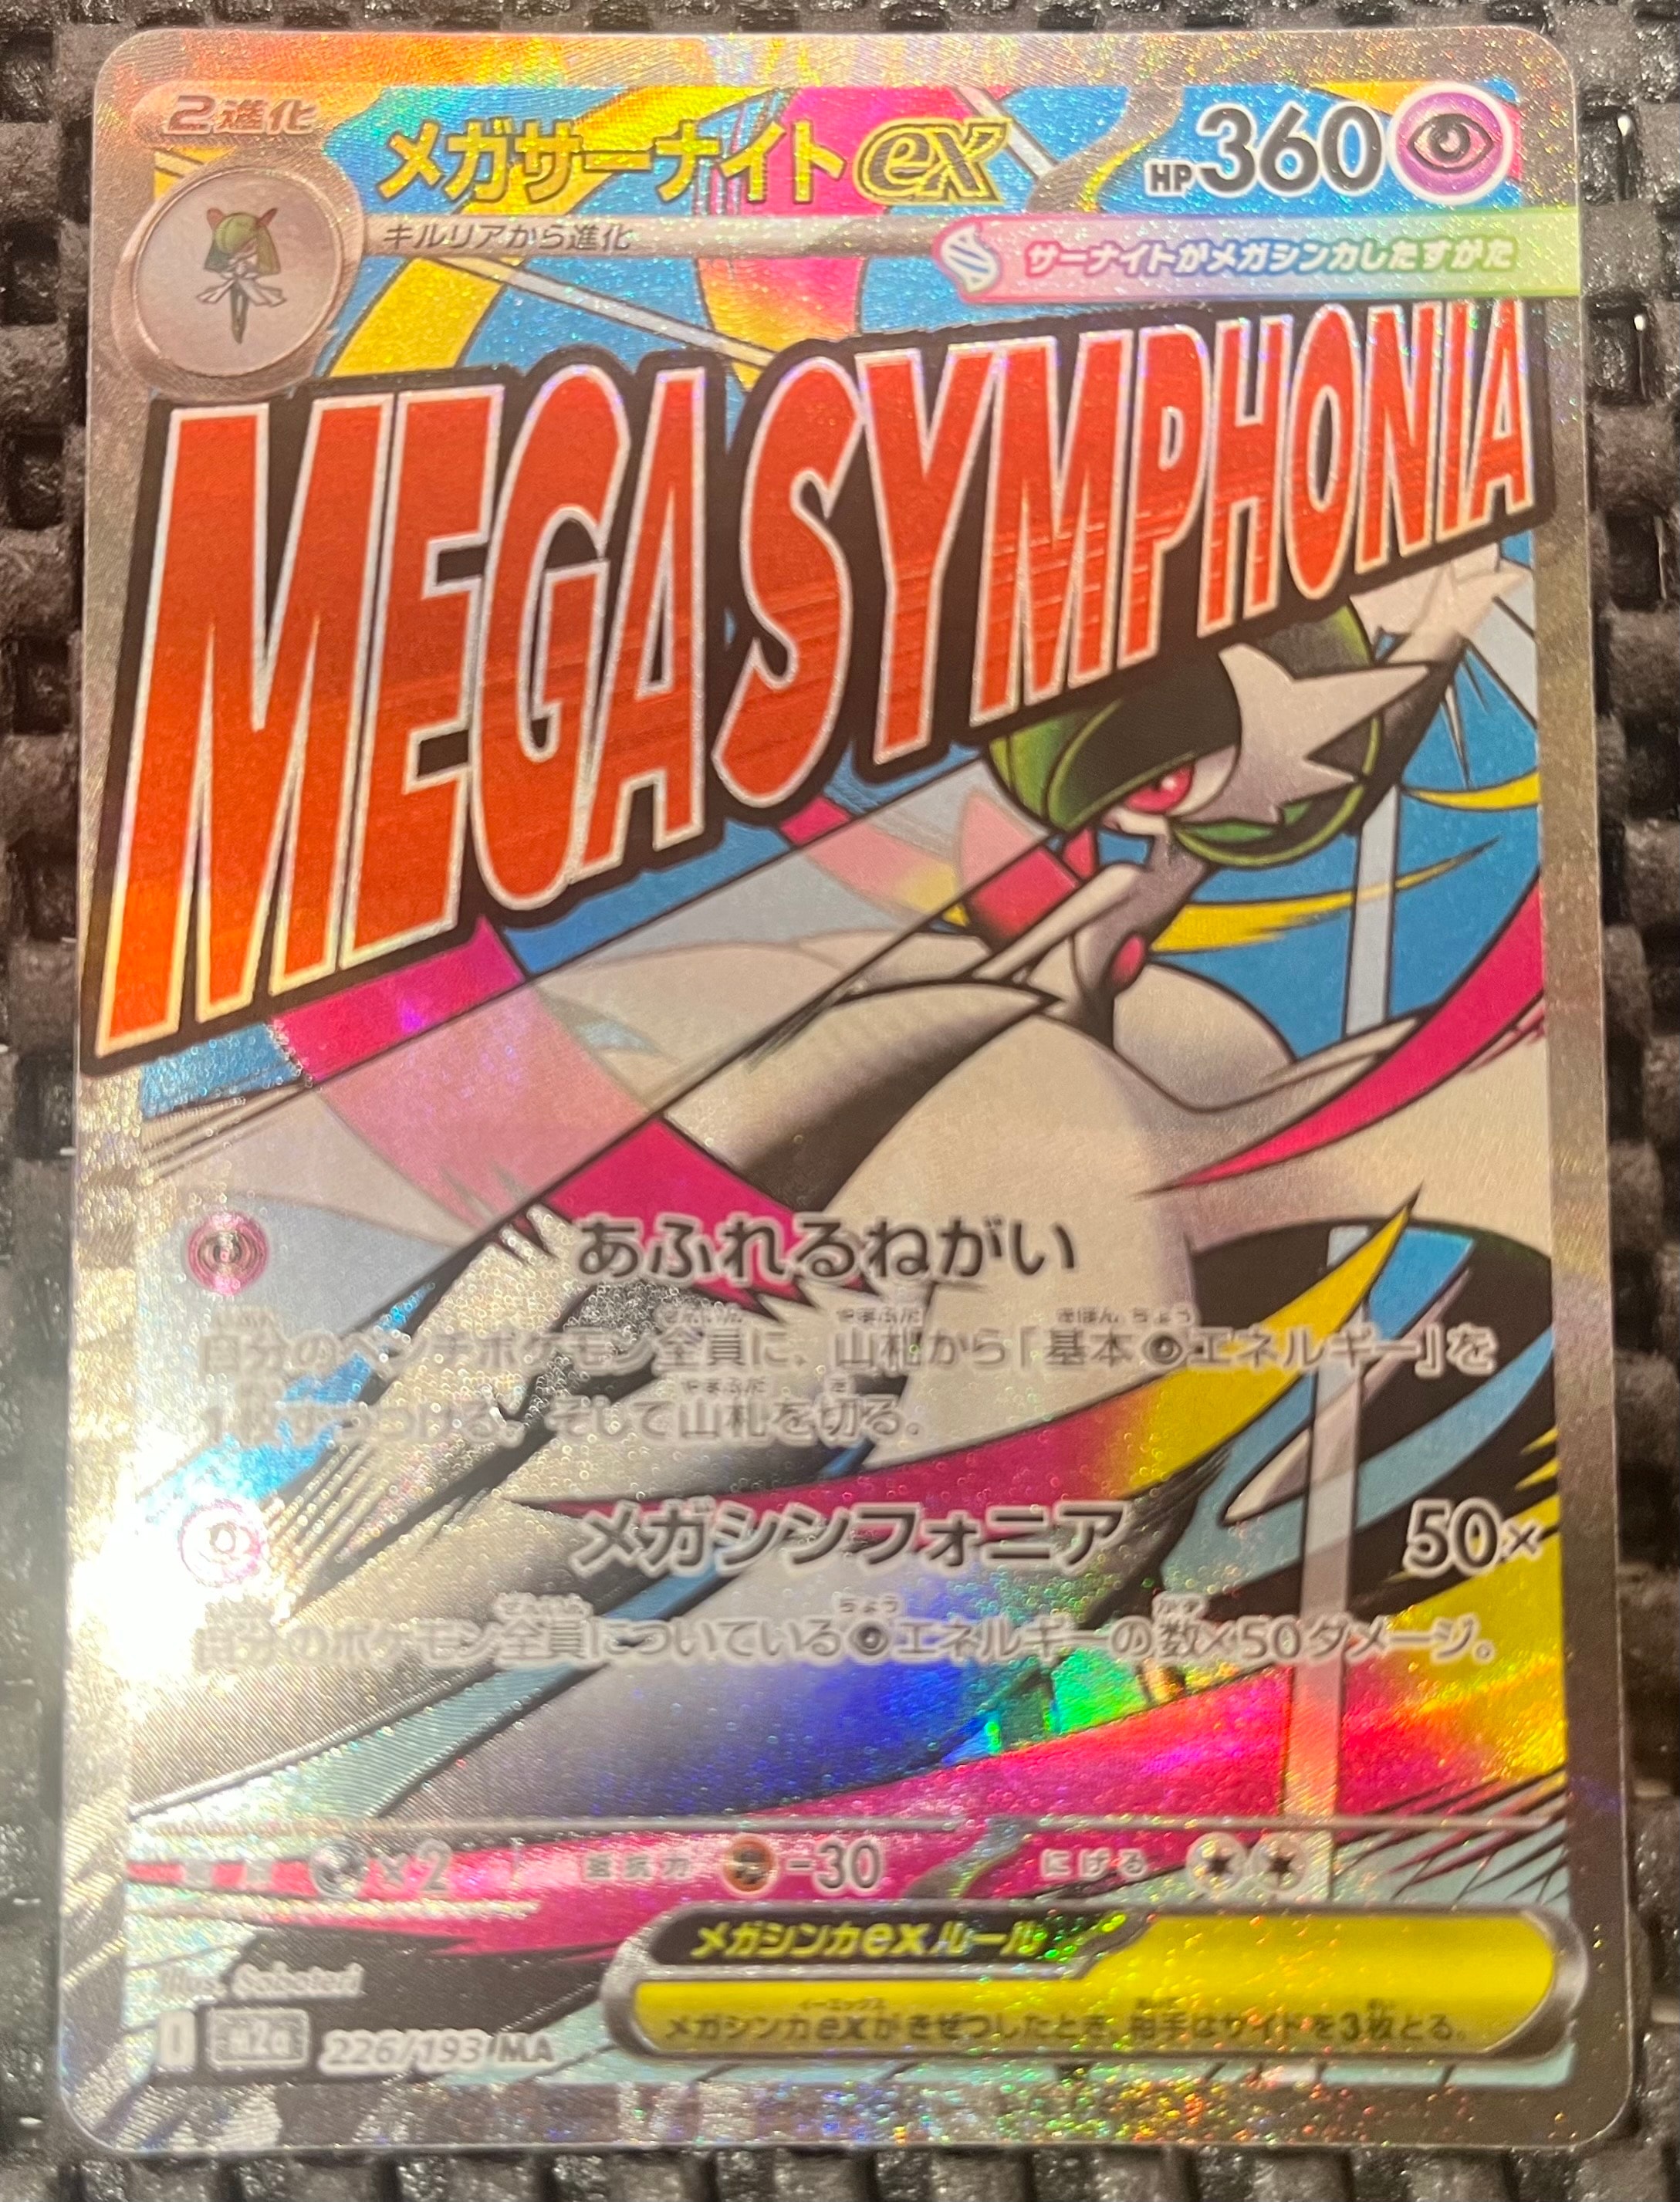 2進化
メガサーナイトex
HP360
キルリアから進化
サーナイトがメガシンカしたすがた
MEGA SYMPHONIA
あふれるねがい
自分のベンチポケモン全員に、山札から「基本エネルギー」を
1枚ずつつける。そして山札を切る。
メガシンフォニア 50×
自分のポケモン全員についているエネルギーの数×50ダメージ。
×2 抵抗力 -30 にげる
メガシンカexルール
メガシンカexがきぜつしたとき、相手はサイドを3枚とる。
Illus. Saboteri
I M2a 226/193 MA